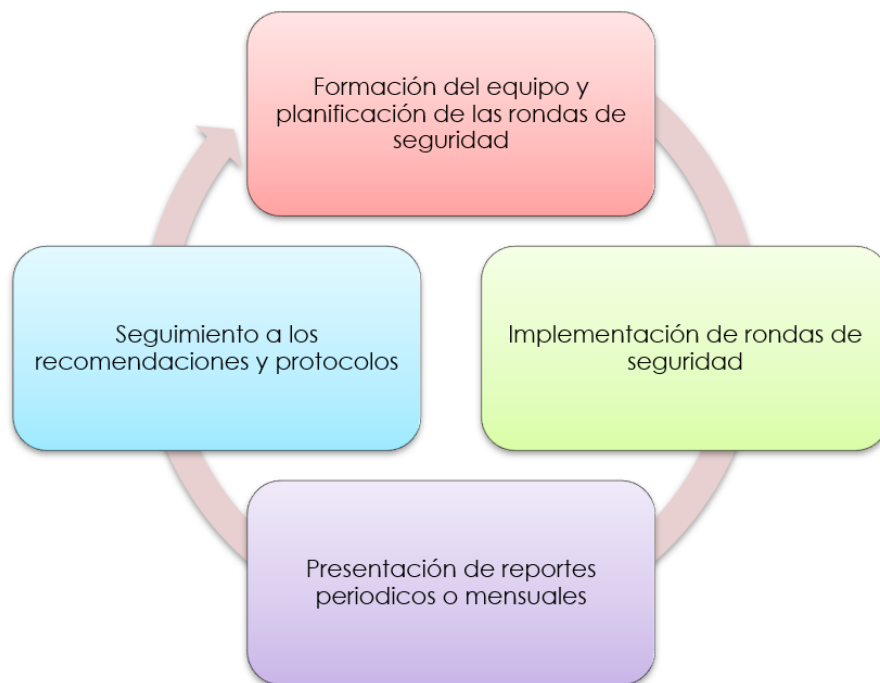 Formación del equipo y
planificación de las rondas de
seguridad
Implementación de rondas de
seguridad
Presentación de reportes
periodicos o mensuales
Seguimiento a los
recomendaciones y protocolos